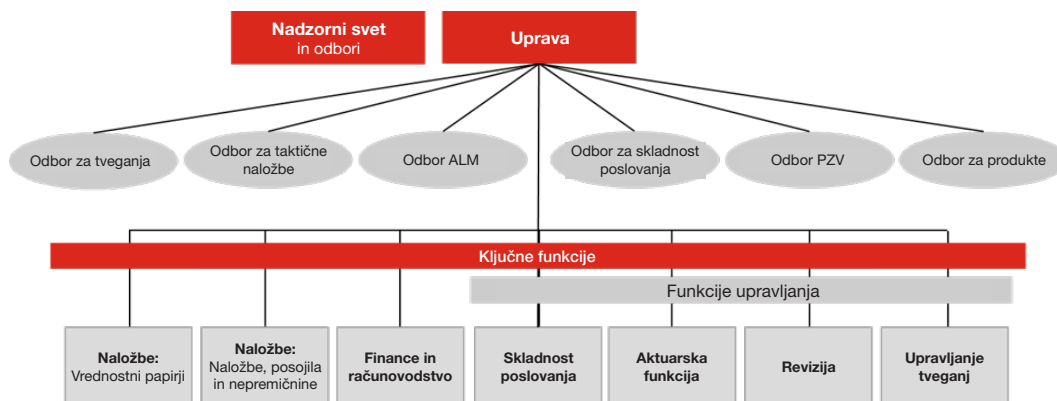 Nadzorni svet
in odbori
Uprava
Odbor za tveganja
Odbor za taktične
naložbe
Odbor ALM
Odbor za skladnost
poslovanja
Odbor PZV
Odbor za produkte
Ključne funkcije
Funkcije upravljanja
Naložbe:
Vrednostni papirji
Naložbe:
Naložbe, posojila
in nepremičnine
Finance in
računovodstvo
Skladnost
poslovanja
Aktuarska
funkcija
Revizija
Upravljanje
tveganj